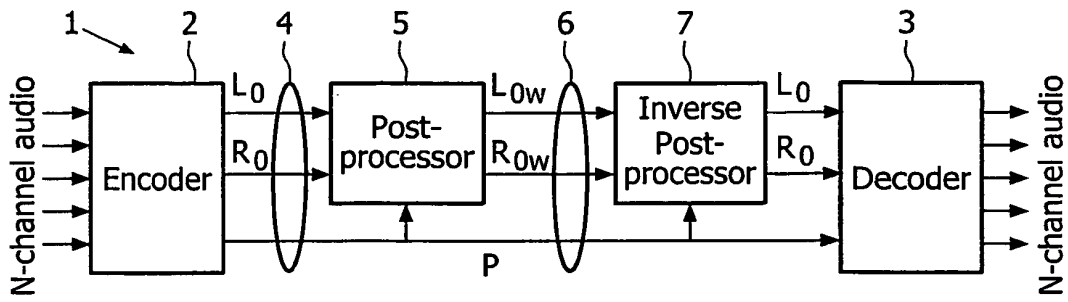 1
2
4
5
6
7
3
N-channel audio
Encoder
L0
R0
Post-
processor
L0w
R0w
Inverse
Post-
processor
L0
R0
Decoder
N-channel audio
P